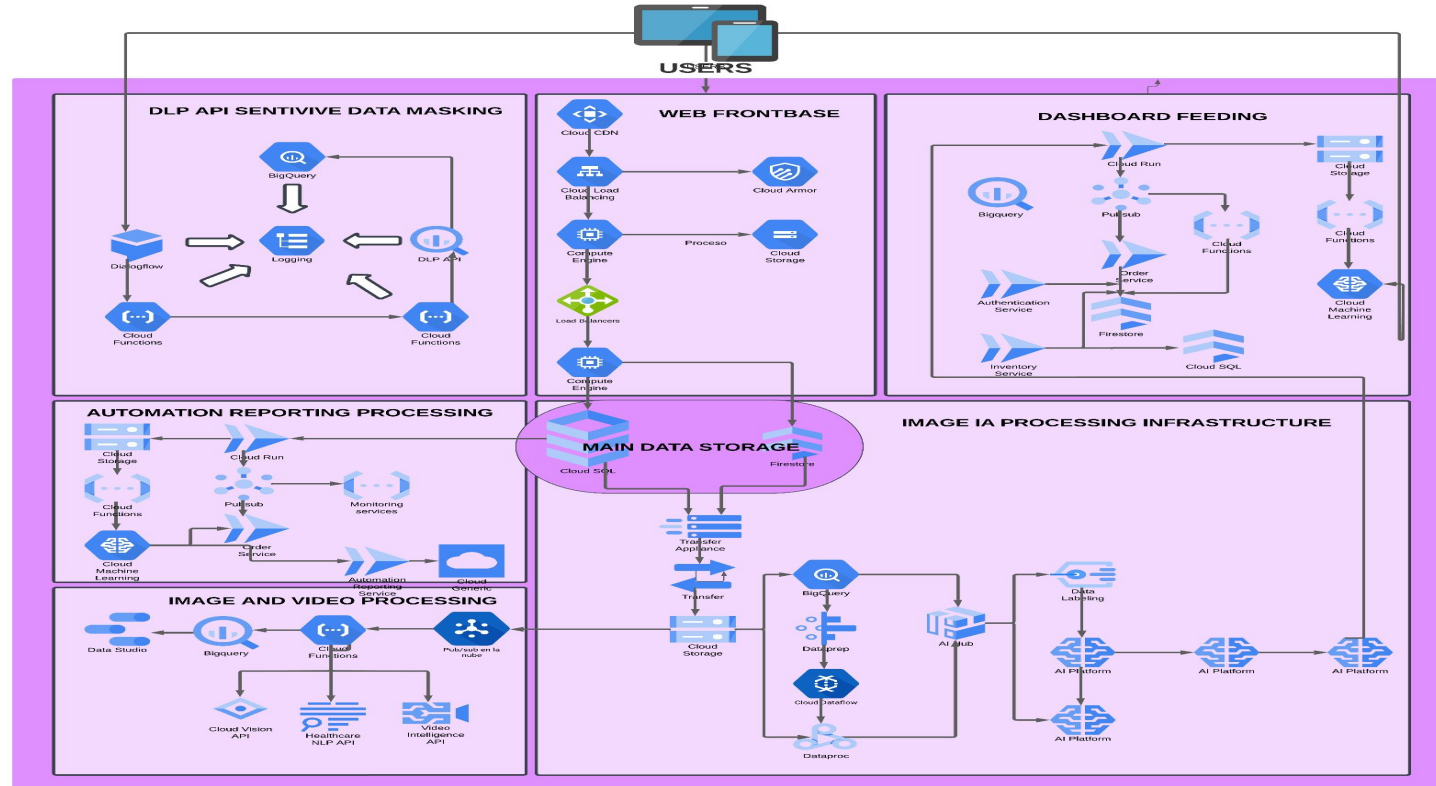 USERS
DLP API SENTIVIVE DATA MASKING
BigQuery
Dialogflow
Logging
DLP API
Cloud
Functions
Cloud
Functions
WEB FRONTBASE
Cloud CDN
Cloud Load
Balancing
Cloud Armor
Compute
Engine
Proceso
Cloud
Storage
Load Balancers
Compute
Engine
DASHBOARD FEEDING
Cloud Run
Cloud
Storage
Bigquery
Pubsub
Cloud
Functions
Cloud
Functions
Order
Service
Authentication
Service
Firestore
Cloud
Machine
Learning
Inventory
Service
Cloud SQL
AUTOMATION REPORTING PROCESSING
Cloud
Storage
Cloud Run
Cloud
Functions
Pubsub
Monitoring
services
Order
Service
Cloud
Machine
Learning
Automation
Reporting
Service
Cloud
Generic
MAIN DATA STORAGE
Cloud SQL
Firestore
IMAGE IA PROCESSING INFRASTRUCTURE
Transfer
Appliance
Transfer
Cloud
Storage
BigQuery
Dataprep
Cloud Dataflow
Dataproc
AI Hub
Data
Labeling
AI Platform
AI Platform
AI Platform
AI Platform
IMAGE AND VIDEO PROCESSING
Data Studio
Bigquery
Cloud
Functions
Pub/sub en la
nube
Cloud Vision
API
Healthcare
NLP API
Video
Intelligence
API